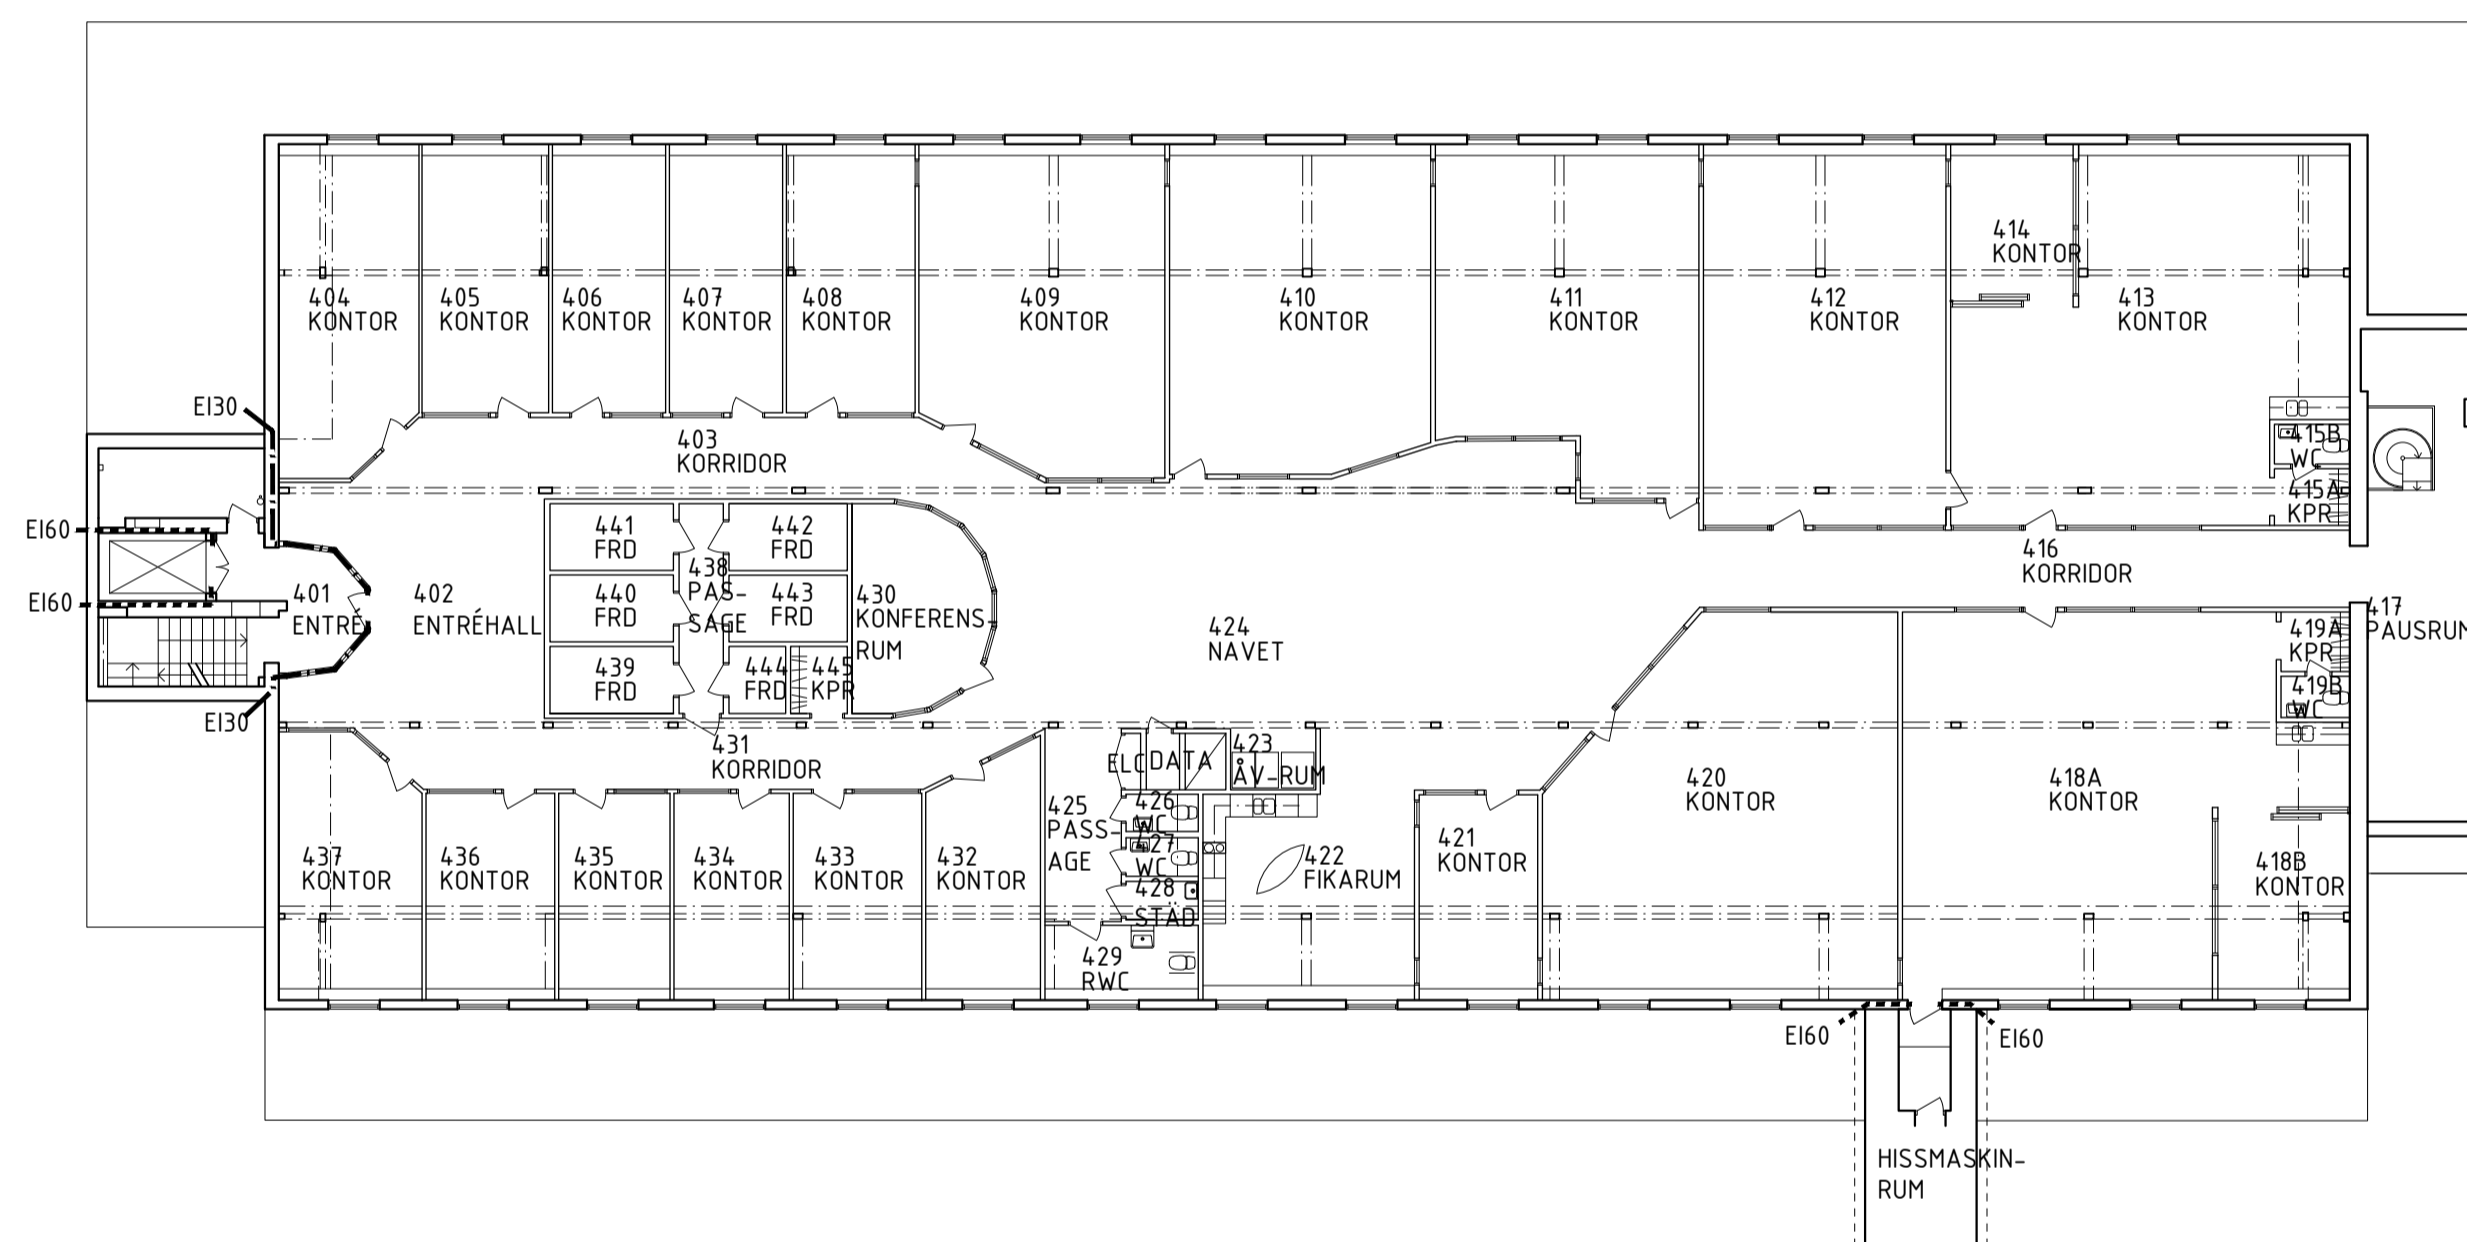 414
KONTOR
404
KONTOR
405
KONTOR
406
KONTOR
407
KONTOR
408
KONTOR
409
KONTOR
410
KONTOR
411
KONTOR
412
KONTOR
413
KONTOR
EI30
403
KORRIDOR
415B
WC
415A
KPR
EI60
441
FRD
442
FRD
416
KORRIDOR
438
PAS-
SAGE
EI60
401
ENTRÉ
402
ENTRÉHALL
440
FRD
443
FRD
430
KONFERENS-
RUM
424
NAVET
417
PAUSRUM
419A
KPR
439
FRD
444
FRD
445
KPR
419B
WC
EI30
431
KORRIDOR
ELC
DATA
423
ÅV-RUM
425
PASS-
AGE
426
WC
427
WC
428
STÄD
420
KONTOR
418A
KONTOR
421
KONTOR
437
KONTOR
436
KONTOR
435
KONTOR
434
KONTOR
433
KONTOR
432
KONTOR
422
FIKARUM
418B
KONTOR
429
RWC
EI60
EI60
HISSMASKIN-
RUM